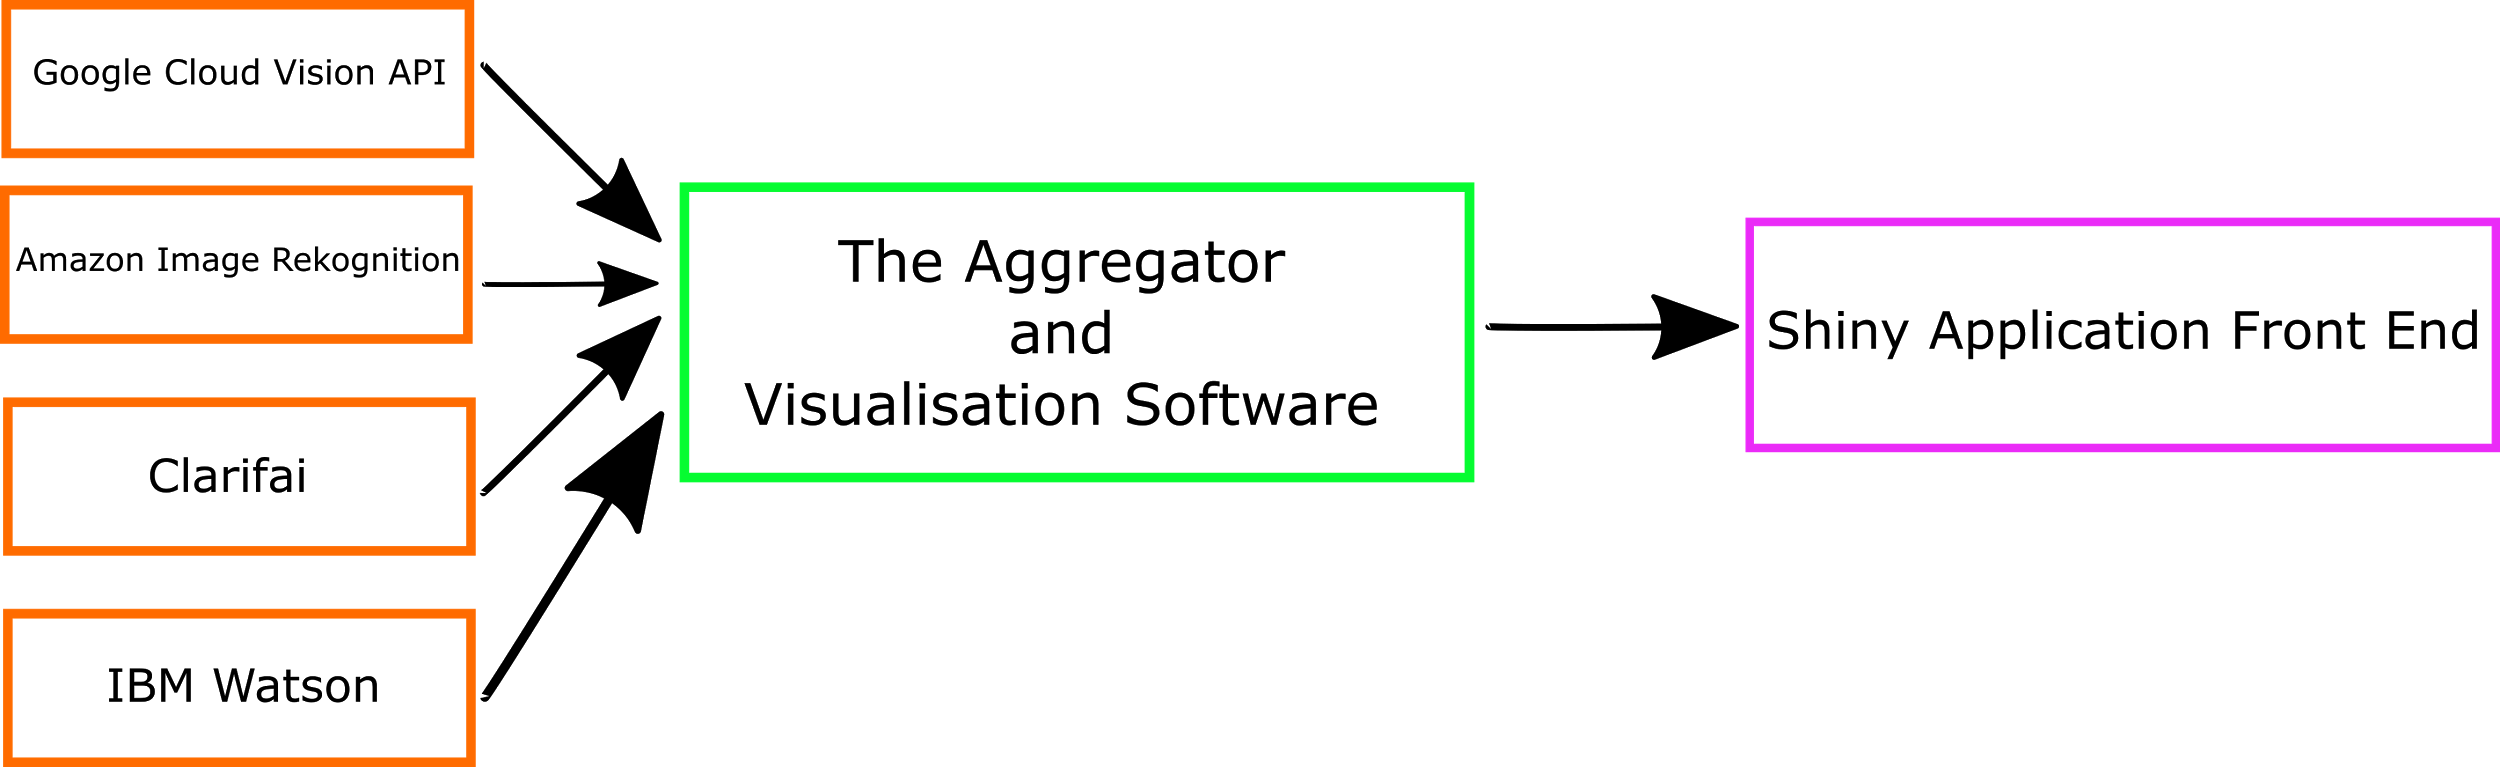 Google Cloud Vision API
Amazon Image Rekognition
Clarifai
IBM Watson
The Aggregator
and
Visualisation Software
Shiny Application Front End